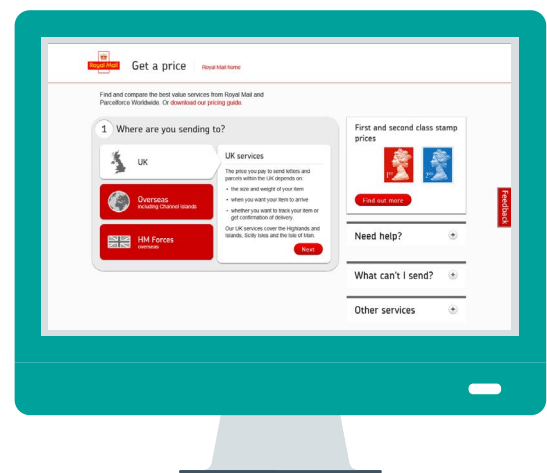 Royal Mail
Get a price
Royal Mail home
Find and compare the best value services from Royal Mail and
Parcelforce Worldwide. Or download our pricing guide.
1 Where are you sending to?
UK
Overseas
including Channel Islands
HM Forces
overseas
UK services
The price you pay to send letters and
parcels within the UK depends on:
• the size and weight of your item
• when you want your item to arrive
• whether you want to track your item or
get confirmation of delivery.
Our UK services cover the Highlands and
Islands, Scilly Isles and the Isle of Man.
Next
First and second class stamp
prices
1st
2nd
Find out more
Need help?
What can't I send?
Other services
Feedback